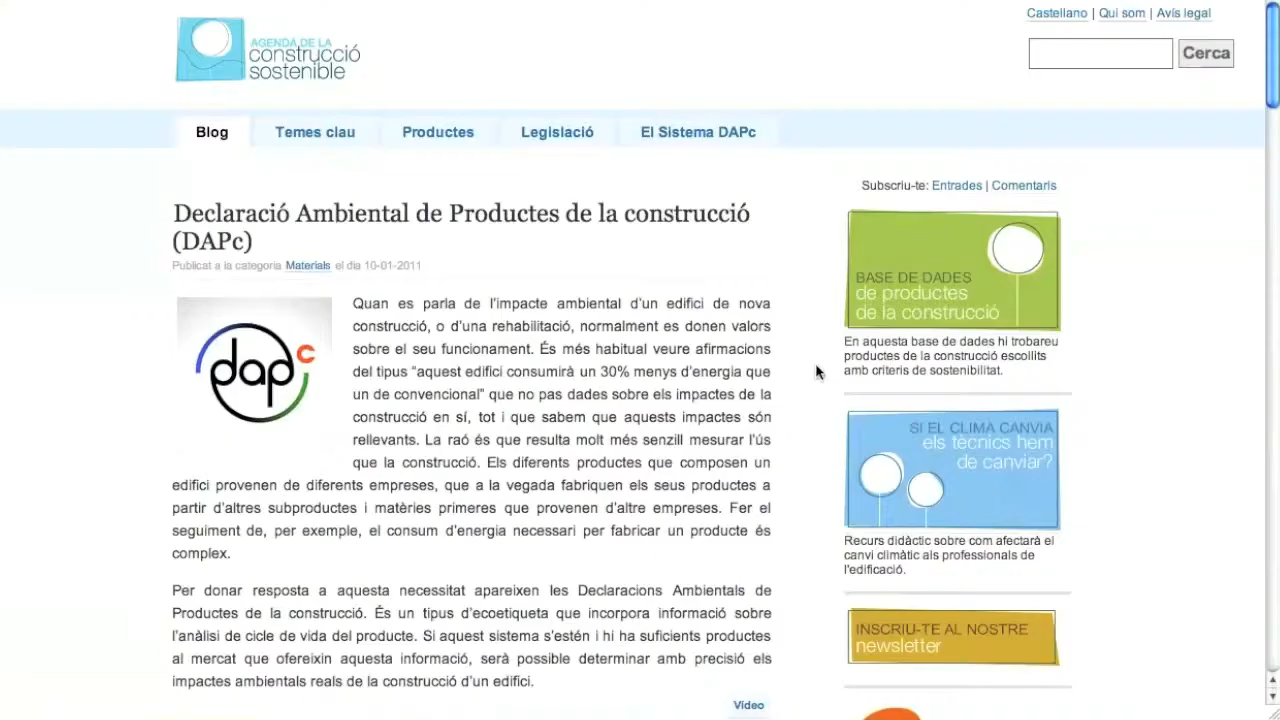 Castellano | Qui som | Avís legal
AGENDA DE LA
construcció
sostenible
Cerca
Blog
Temes clau
Productes
Legislació
El Sistema DAPc
Subscriu-te: Entrades | Comentaris
Declaració Ambiental de Productes de la construcció
(DAPc)
Publicat a la categoria Materials el dia 10-01-2011
dap c
Quan es parla de l'impacte ambiental d'un edifici de nova
construcció, o d'una rehabilitació, normalment es donen valors
sobre el seu funcionament. És més habitual veure afirmacions
del tipus "aquest edifici consumirà un 30% menys d'energia que
un de convencional" que no pas dades sobre els impactes de la
construcció en sí, tot i que sabem que aquests impactes són
rellevants. La raó és que resulta molt més senzill mesurar l'ús
que la construcció. Els diferents productes que composen un
edifici provenen de diferents empreses, que a la vegada fabriquen els seus productes a
partir d'altres subproductes i matèries primeres que provenen d'altre empreses. Fer el
seguiment de, per exemple, el consum d'energia necessari per fabricar un producte és
complex.
Per donar resposta a aquesta necessitat apareixen les Declaracions Ambientals de
Productes de la construcció. És un tipus d'ecoetiqueta que incorpora informació sobre
l'anàlisi de cicle de vida del producte. Si aquest sistema s'estén i hi ha suficients productes
al mercat que ofereixin aquesta informació, serà possible determinar amb precisió els
impactes ambientals reals de la construcció d'un edifici.
Video
BASE DE DADES
de productes
de la construcció
En aquesta base de dades hi trobareu
productes de la construcció escollits
amb criteris de sostenibilitat.
SI EL CLIMA CANVIA
els tècnics hem
de canviar?
Recurs didàctic sobre com afectarà el
canvi climàtic als professionals de
l'edificació.
INSCRIU-TE AL NOSTRE
newsletter